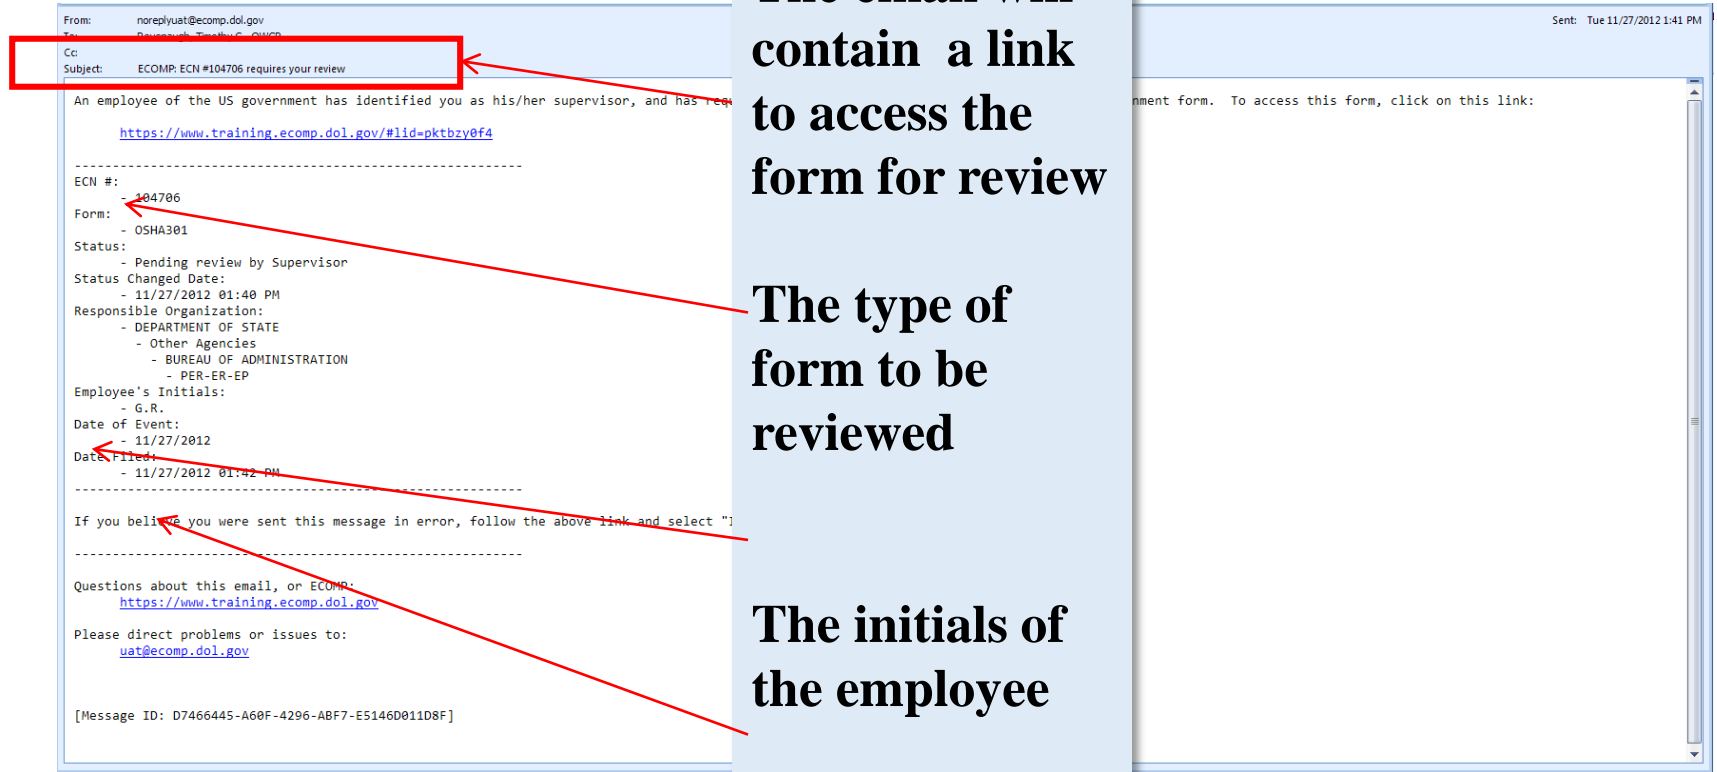 From: noreplyuat@ecomp.dol.gov
Sent: Tue 11/27/2012 1:41 PM
To:
Cc:
Subject: ECOMP: ECN #104706 requires your review
An employee of the US government has identified you as his/her supervisor, and has nment form. To access this form, click on this link:
https://www.training.ecomp.dol.gov/#lid=pktbzy0f4
----------------------------------------------------------
ECN #:
- 104706
Form:
- OSHA301
Status:
- Pending review by Supervisor
Status Changed Date:
- 11/27/2012 01:40 PM
Responsible Organization:
- DEPARTMENT OF STATE
- Other Agencies
- BUREAU OF ADMINISTRATION
- PER-ER-EP
Employee's Initials:
- G.R.
Date of Event:
- 11/27/2012
Date Filed:
- 11/27/2012 01:42 PM
----------------------------------------------------------
If you believe you were sent this message in error, follow the above link and select
----------------------------------------------------------
Questions about this email, or ECOMP:
https://www.training.ecomp.dol.gov
Please direct problems or issues to:
uat@ecomp.dol.gov
[Message ID: D7466445-A60F-4296-ABF7-E5146D011D8F]
The email will
contain a link
to access the
form for review
The type of
form to be
reviewed
The initials of
the employee